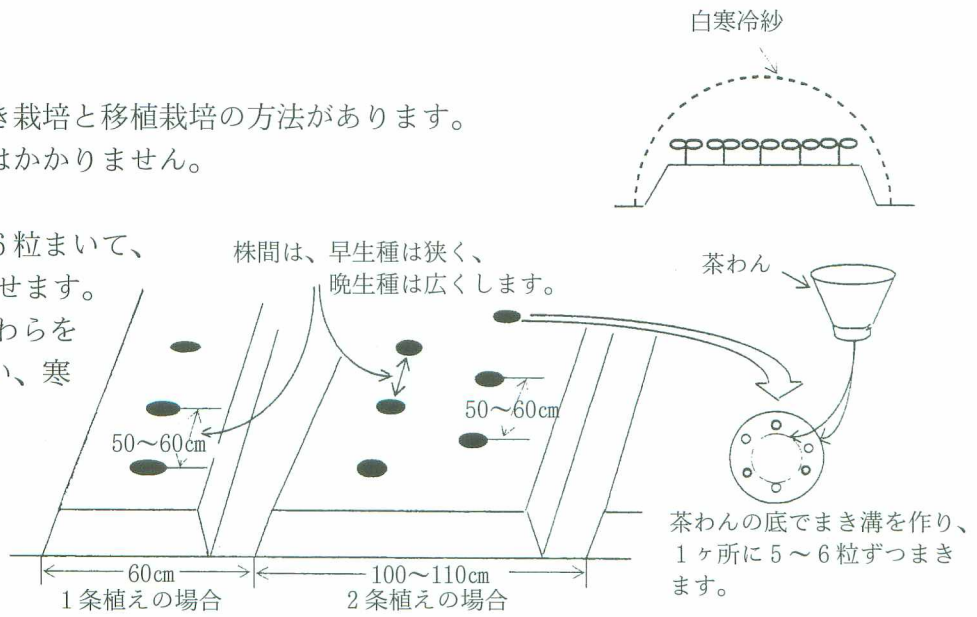 白寒冷紗
き栽培と移植栽培の方法があります。
はかかりません。
6粒まいて、
せます。
わらを
い、寒
株間は、早生種は狭く、
晩生種は広くします。
茶わん
50～60cm
50～60cm
茶わんの底でまき溝を作り、
1ヶ所に5～6粒ずつまき
ます。
60cm
1条植えの場合
100～110cm
2条植えの場合